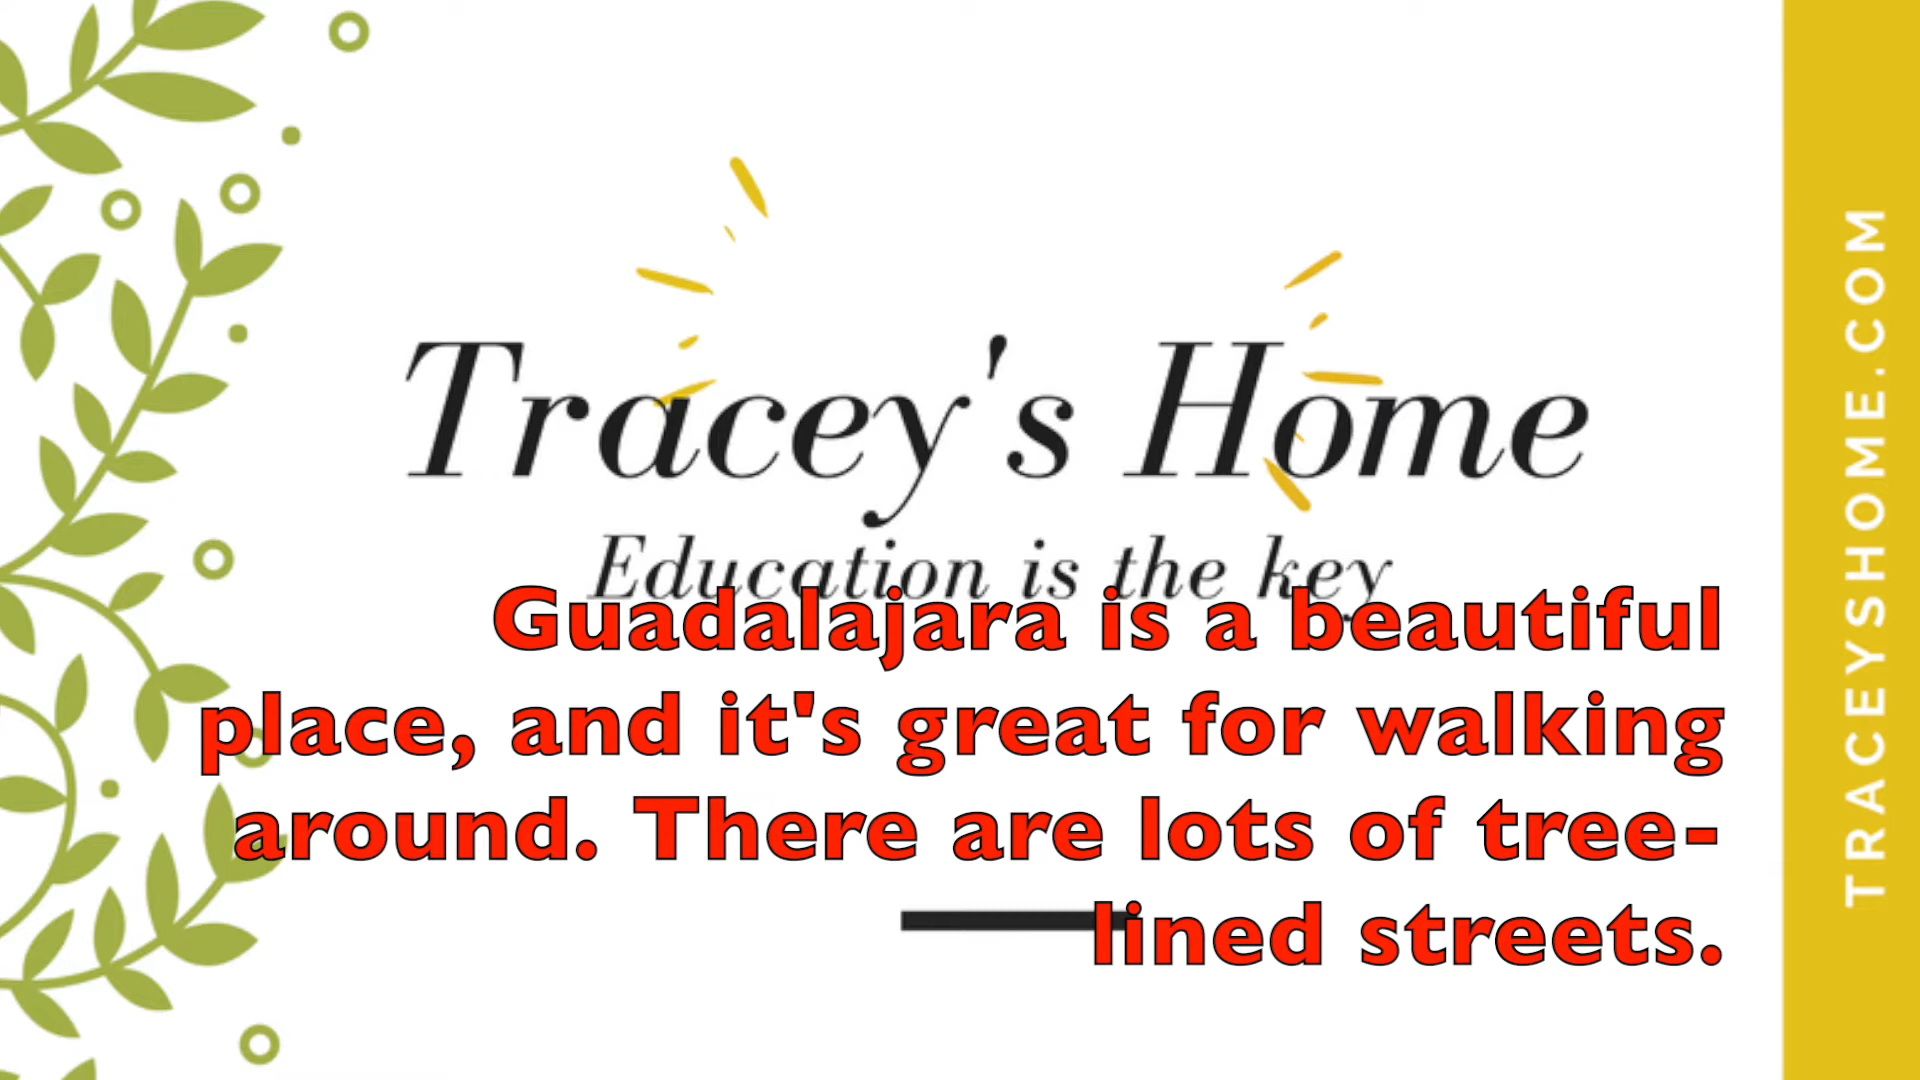 Tracey's Home
Education is the key
Guadalajara is a beautiful
place, and it's great for walking
around. There are lots of tree-
lined streets.
TRACEYSHOME.COM